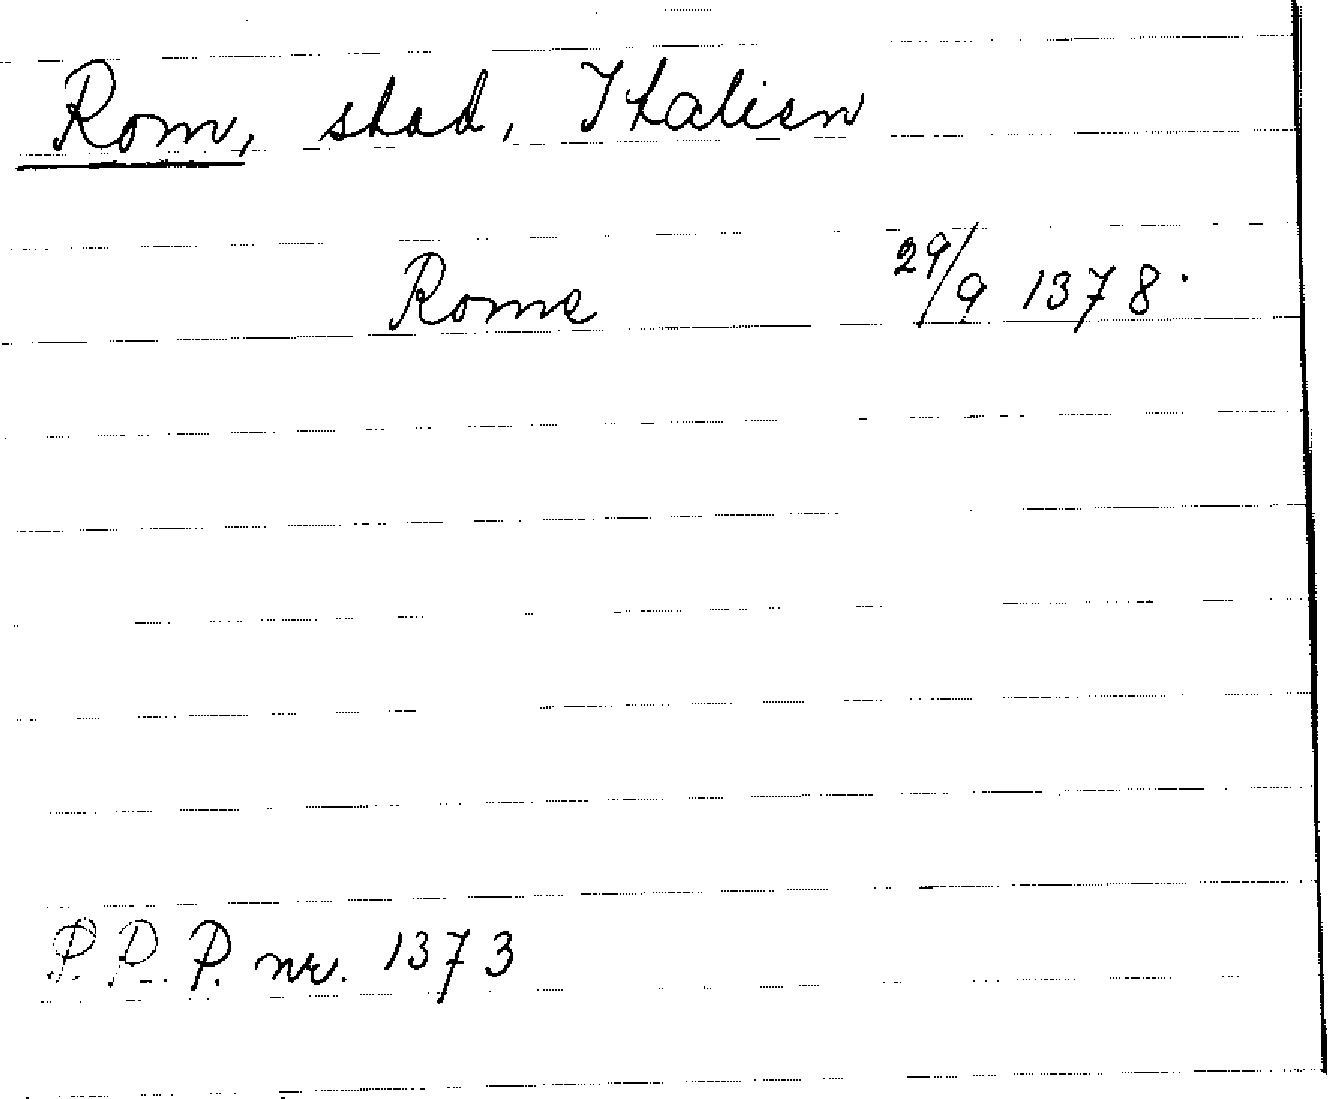 Rom, stad, Italien
Rome 29/9 1378.
P.R.P. nr. 1373